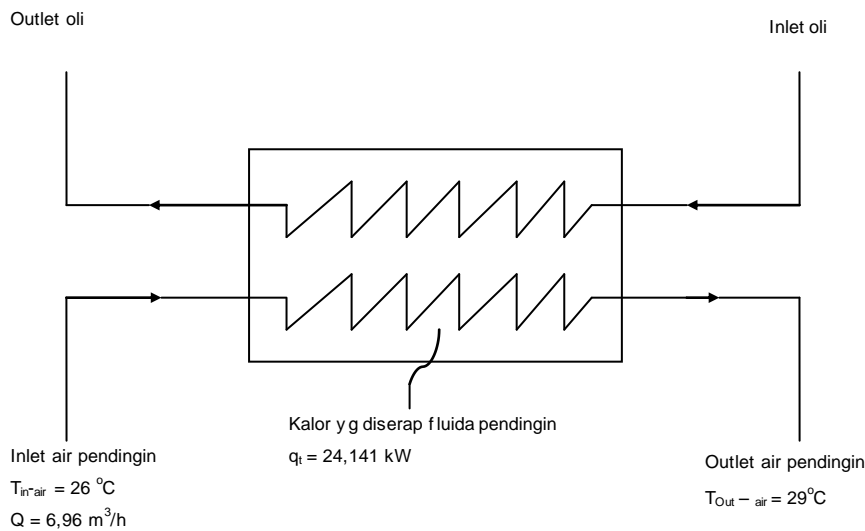 Outlet oli
Inlet oli
Kalor yg diserap fluida pendingin
qt = 24,141 kW
Inlet air pendingin
Tin-air = 26 °C
Q = 6,96 m³/h
Outlet air pendingin
TOut – air = 29°C